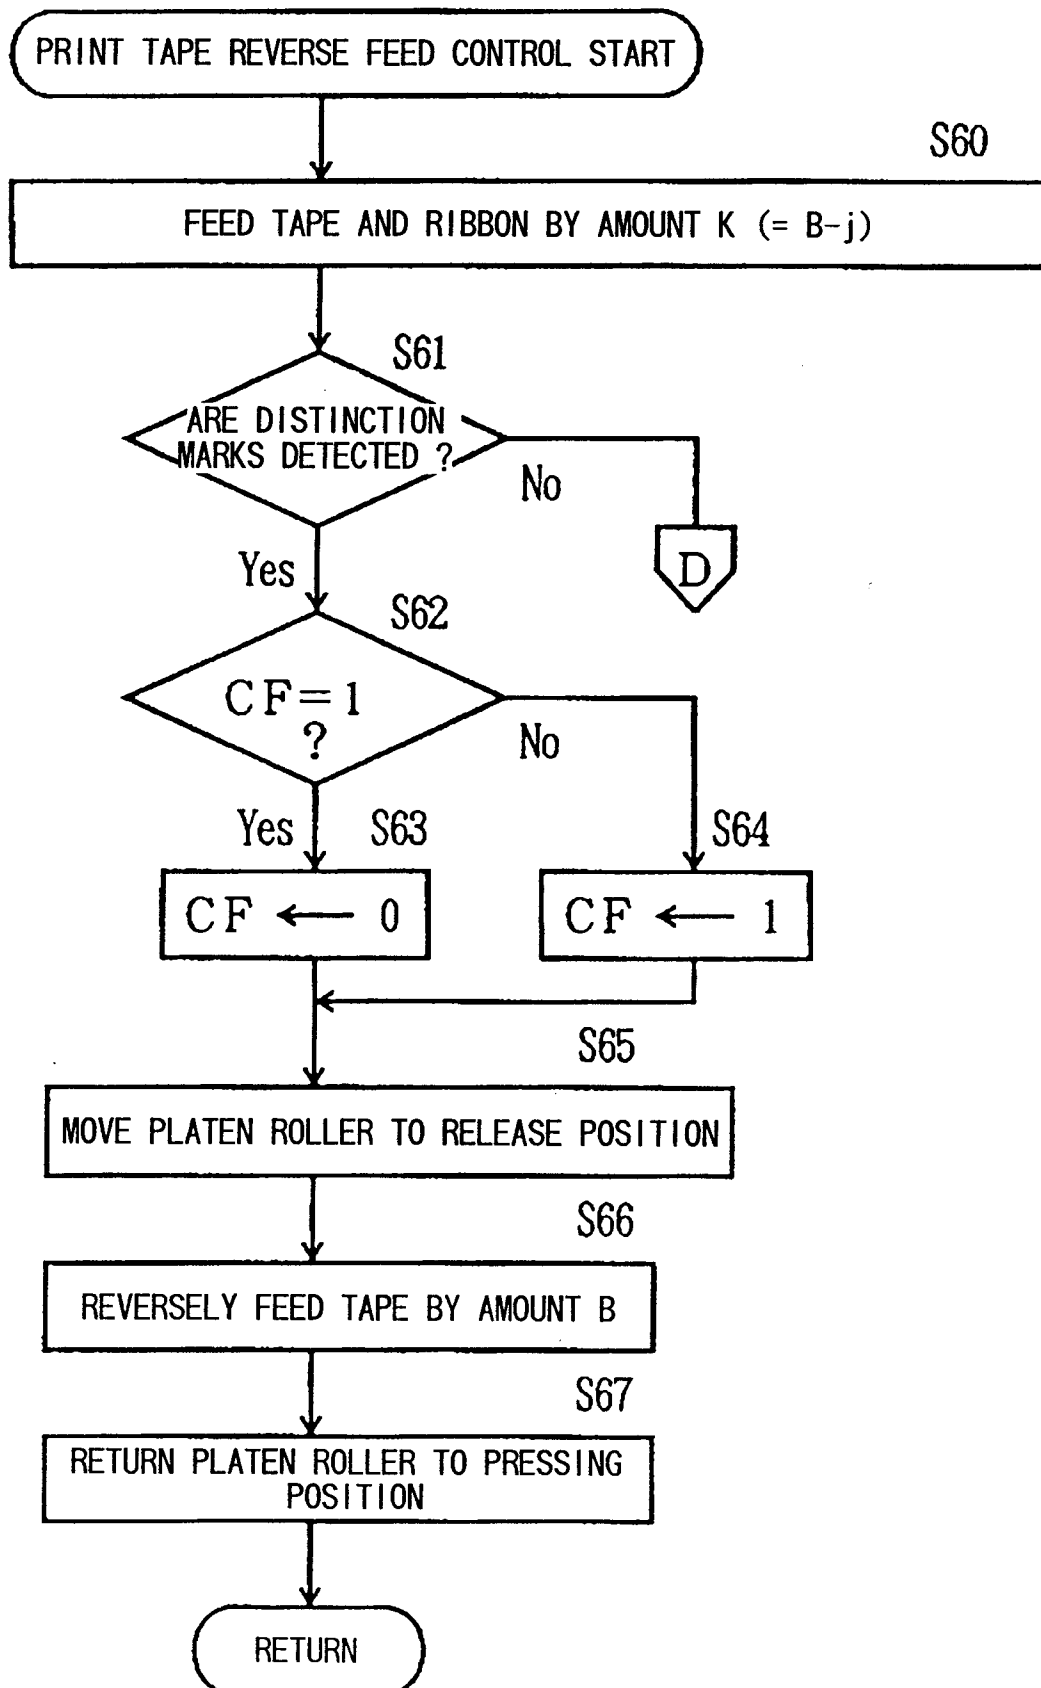 PRINT TAPE REVERSE FEED CONTROL START
S60
FEED TAPE AND RIBBON BY AMOUNT K (= B-j)
S61
ARE DISTINCTION
MARKS DETECTED ?
No
D
Yes
S62
CF=1
?
No
Yes
S63
S64
CF ← 0
CF ← 1
S65
MOVE PLATEN ROLLER TO RELEASE POSITION
S66
REVERSELY FEED TAPE BY AMOUNT B
S67
RETURN PLATEN ROLLER TO PRESSING
POSITION
RETURN